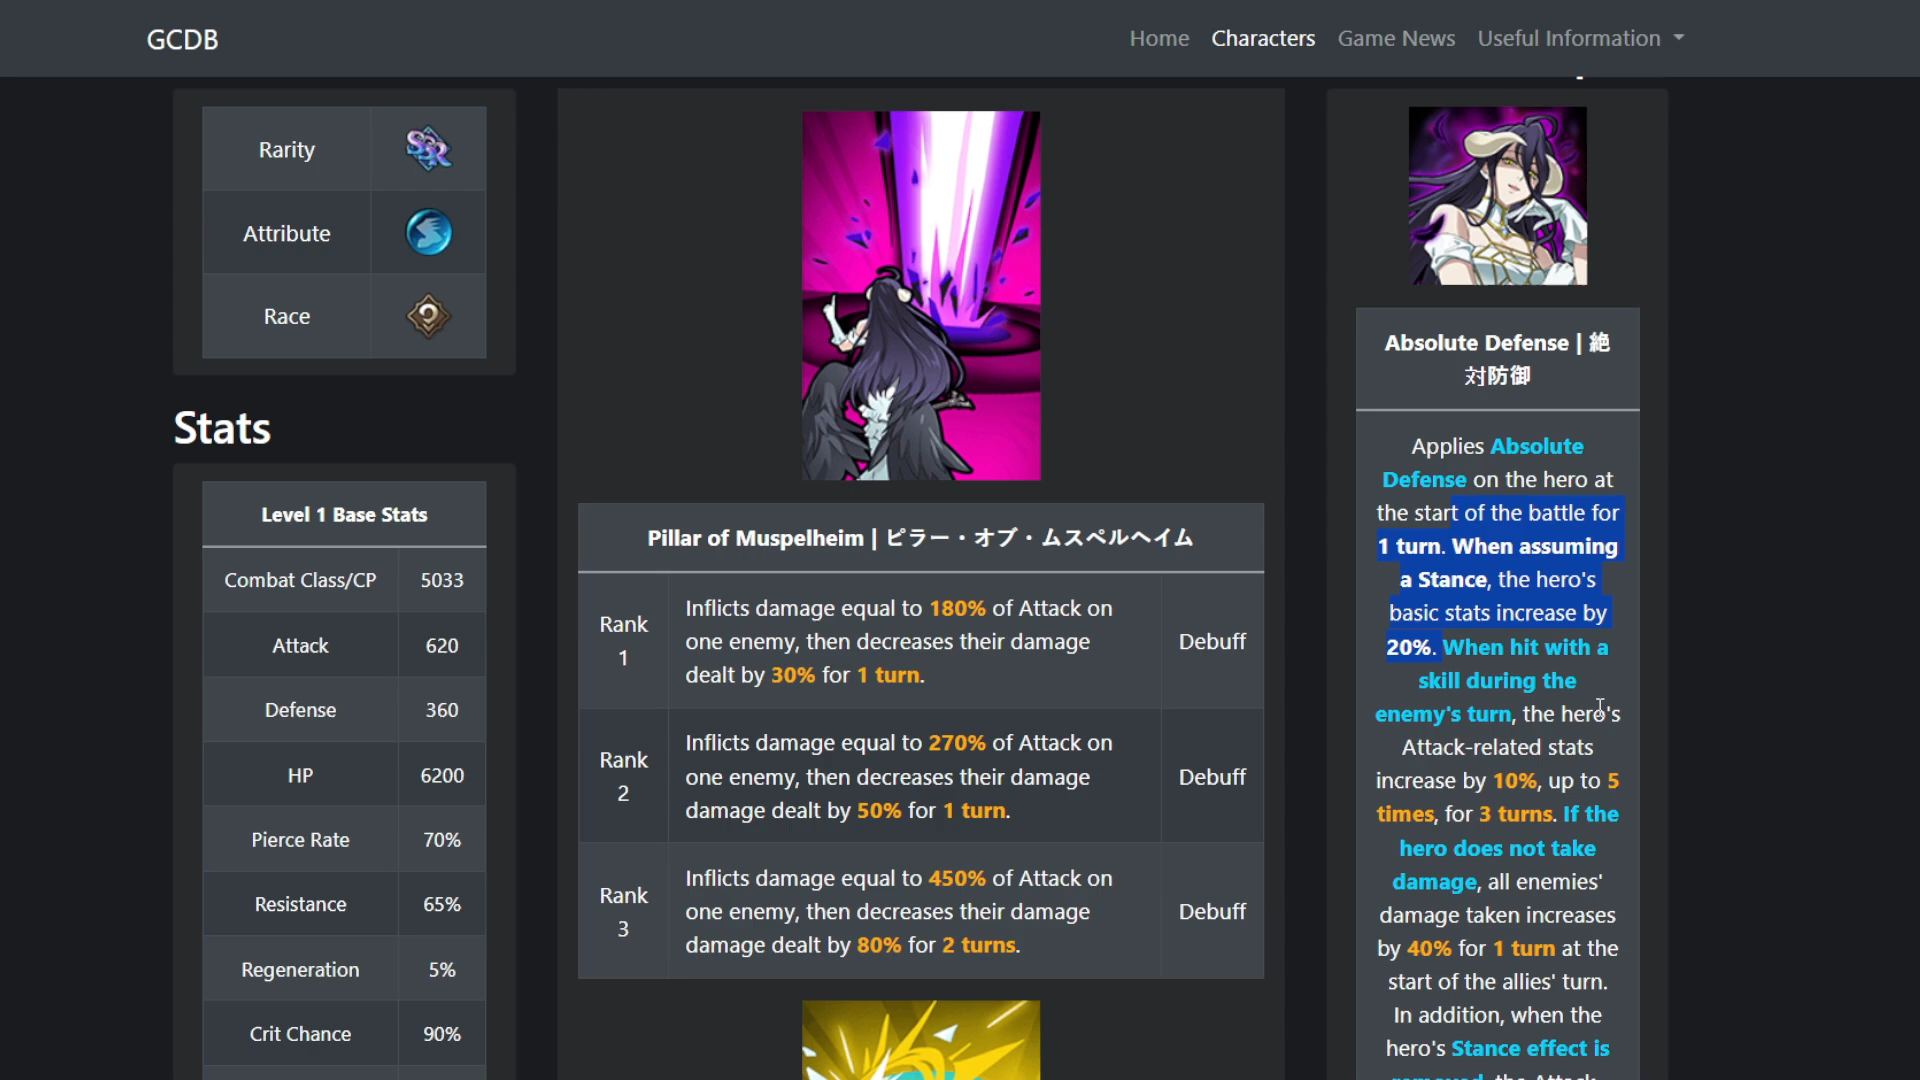 GCDB
Home Characters Game News Useful Information
Rarity SSR
Attribute
Race
Stats
Level 1 Base Stats
Combat Class/CP 5033
Attack 620
Defense 360
HP 6200
Pierce Rate 70%
Resistance 65%
Regeneration 5%
Crit Chance 90%
Pillar of Muspelheim | ピラー・オブ・ムスペルヘイム
Rank
1
Inflicts damage equal to 180% of Attack on
one enemy, then decreases their damage
dealt by 30% for 1 turn.
Debuff
Rank
2
Inflicts damage equal to 270% of Attack on
one enemy, then decreases their damage
damage dealt by 50% for 1 turn.
Debuff
Rank
3
Inflicts damage equal to 450% of Attack on
one enemy, then decreases their damage
damage dealt by 80% for 2 turns.
Debuff
Absolute Defense | 絶
対防御
Applies Absolute
Defense on the hero at
the start of the battle for
1 turn. When assuming
a Stance, the hero's
basic stats increase by
20%. When hit with a
skill during the
enemy's turn, the hero's
Attack-related stats
increase by 10%, up to 5
times, for 3 turns. If the
hero does not take
damage, all enemies'
damage taken increases
by 40% for 1 turn at the
start of the allies' turn.
In addition, when the
hero's Stance effect is
removed, the Attack-